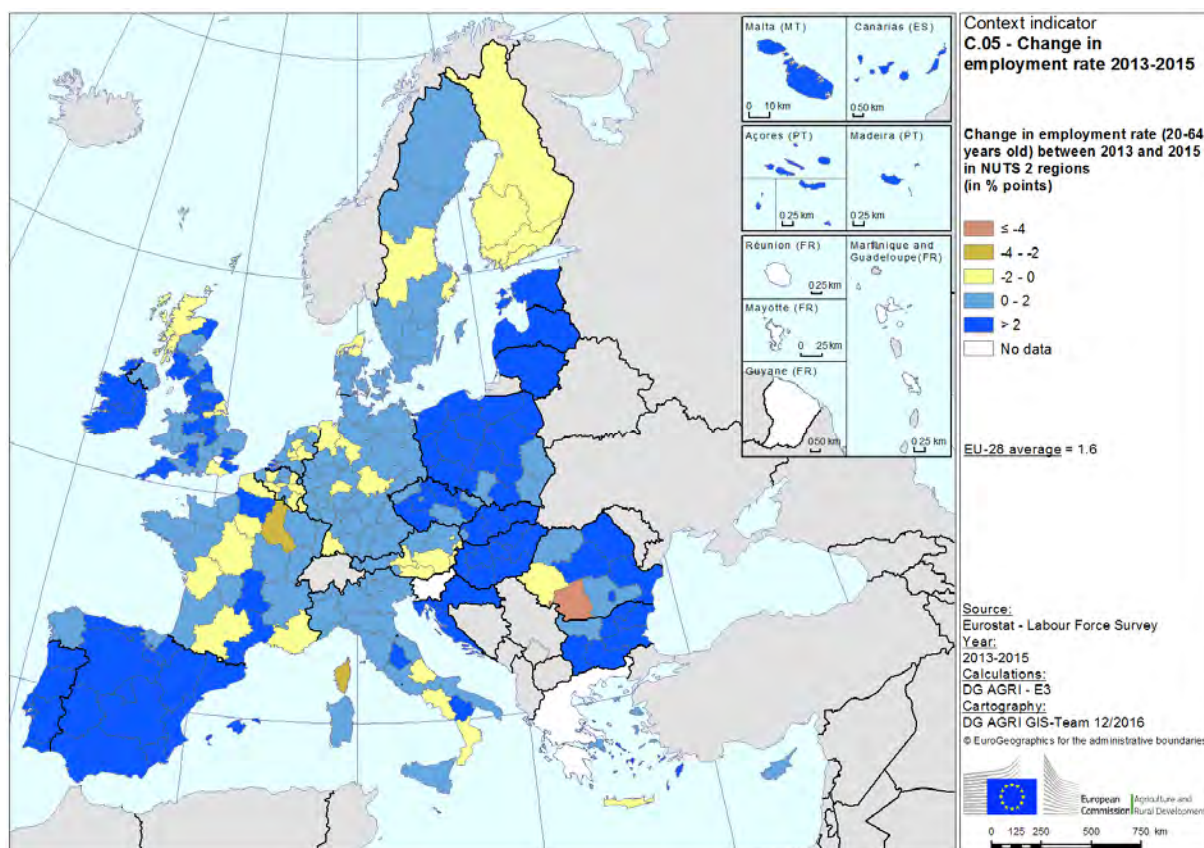 Malta (MT)
0 10 km
Canarias (ES)
0 50 km
Açores (PT)
0 25 km
Madeira (PT)
0 25 km
Réunion (FR)
0 25 km
Martinique and
Guadeloupe(FR)
0 25 km
Mayotte (FR)
0 25 km
Guyane (FR)
0 50 km
Context indicator
C.05 - Change in
employment rate 2013-2015
Change in employment rate (20-64
years old) between 2013 and 2015
in NUTS 2 regions
(in % points)
≤ -4
-4 - -2
-2 - 0
0 - 2
> 2
No data
EU-28 average = 1.6
Source:
Eurostat - Labour Force Survey
Year:
2013-2015
Calculations:
DG AGRI - E3
Cartography:
DG AGRI GIS-Team 12/2016
© EuroGeographics for the administrative boundaries
European
Commission
Agriculture and
Rural Development
0 125 250 500 750 km